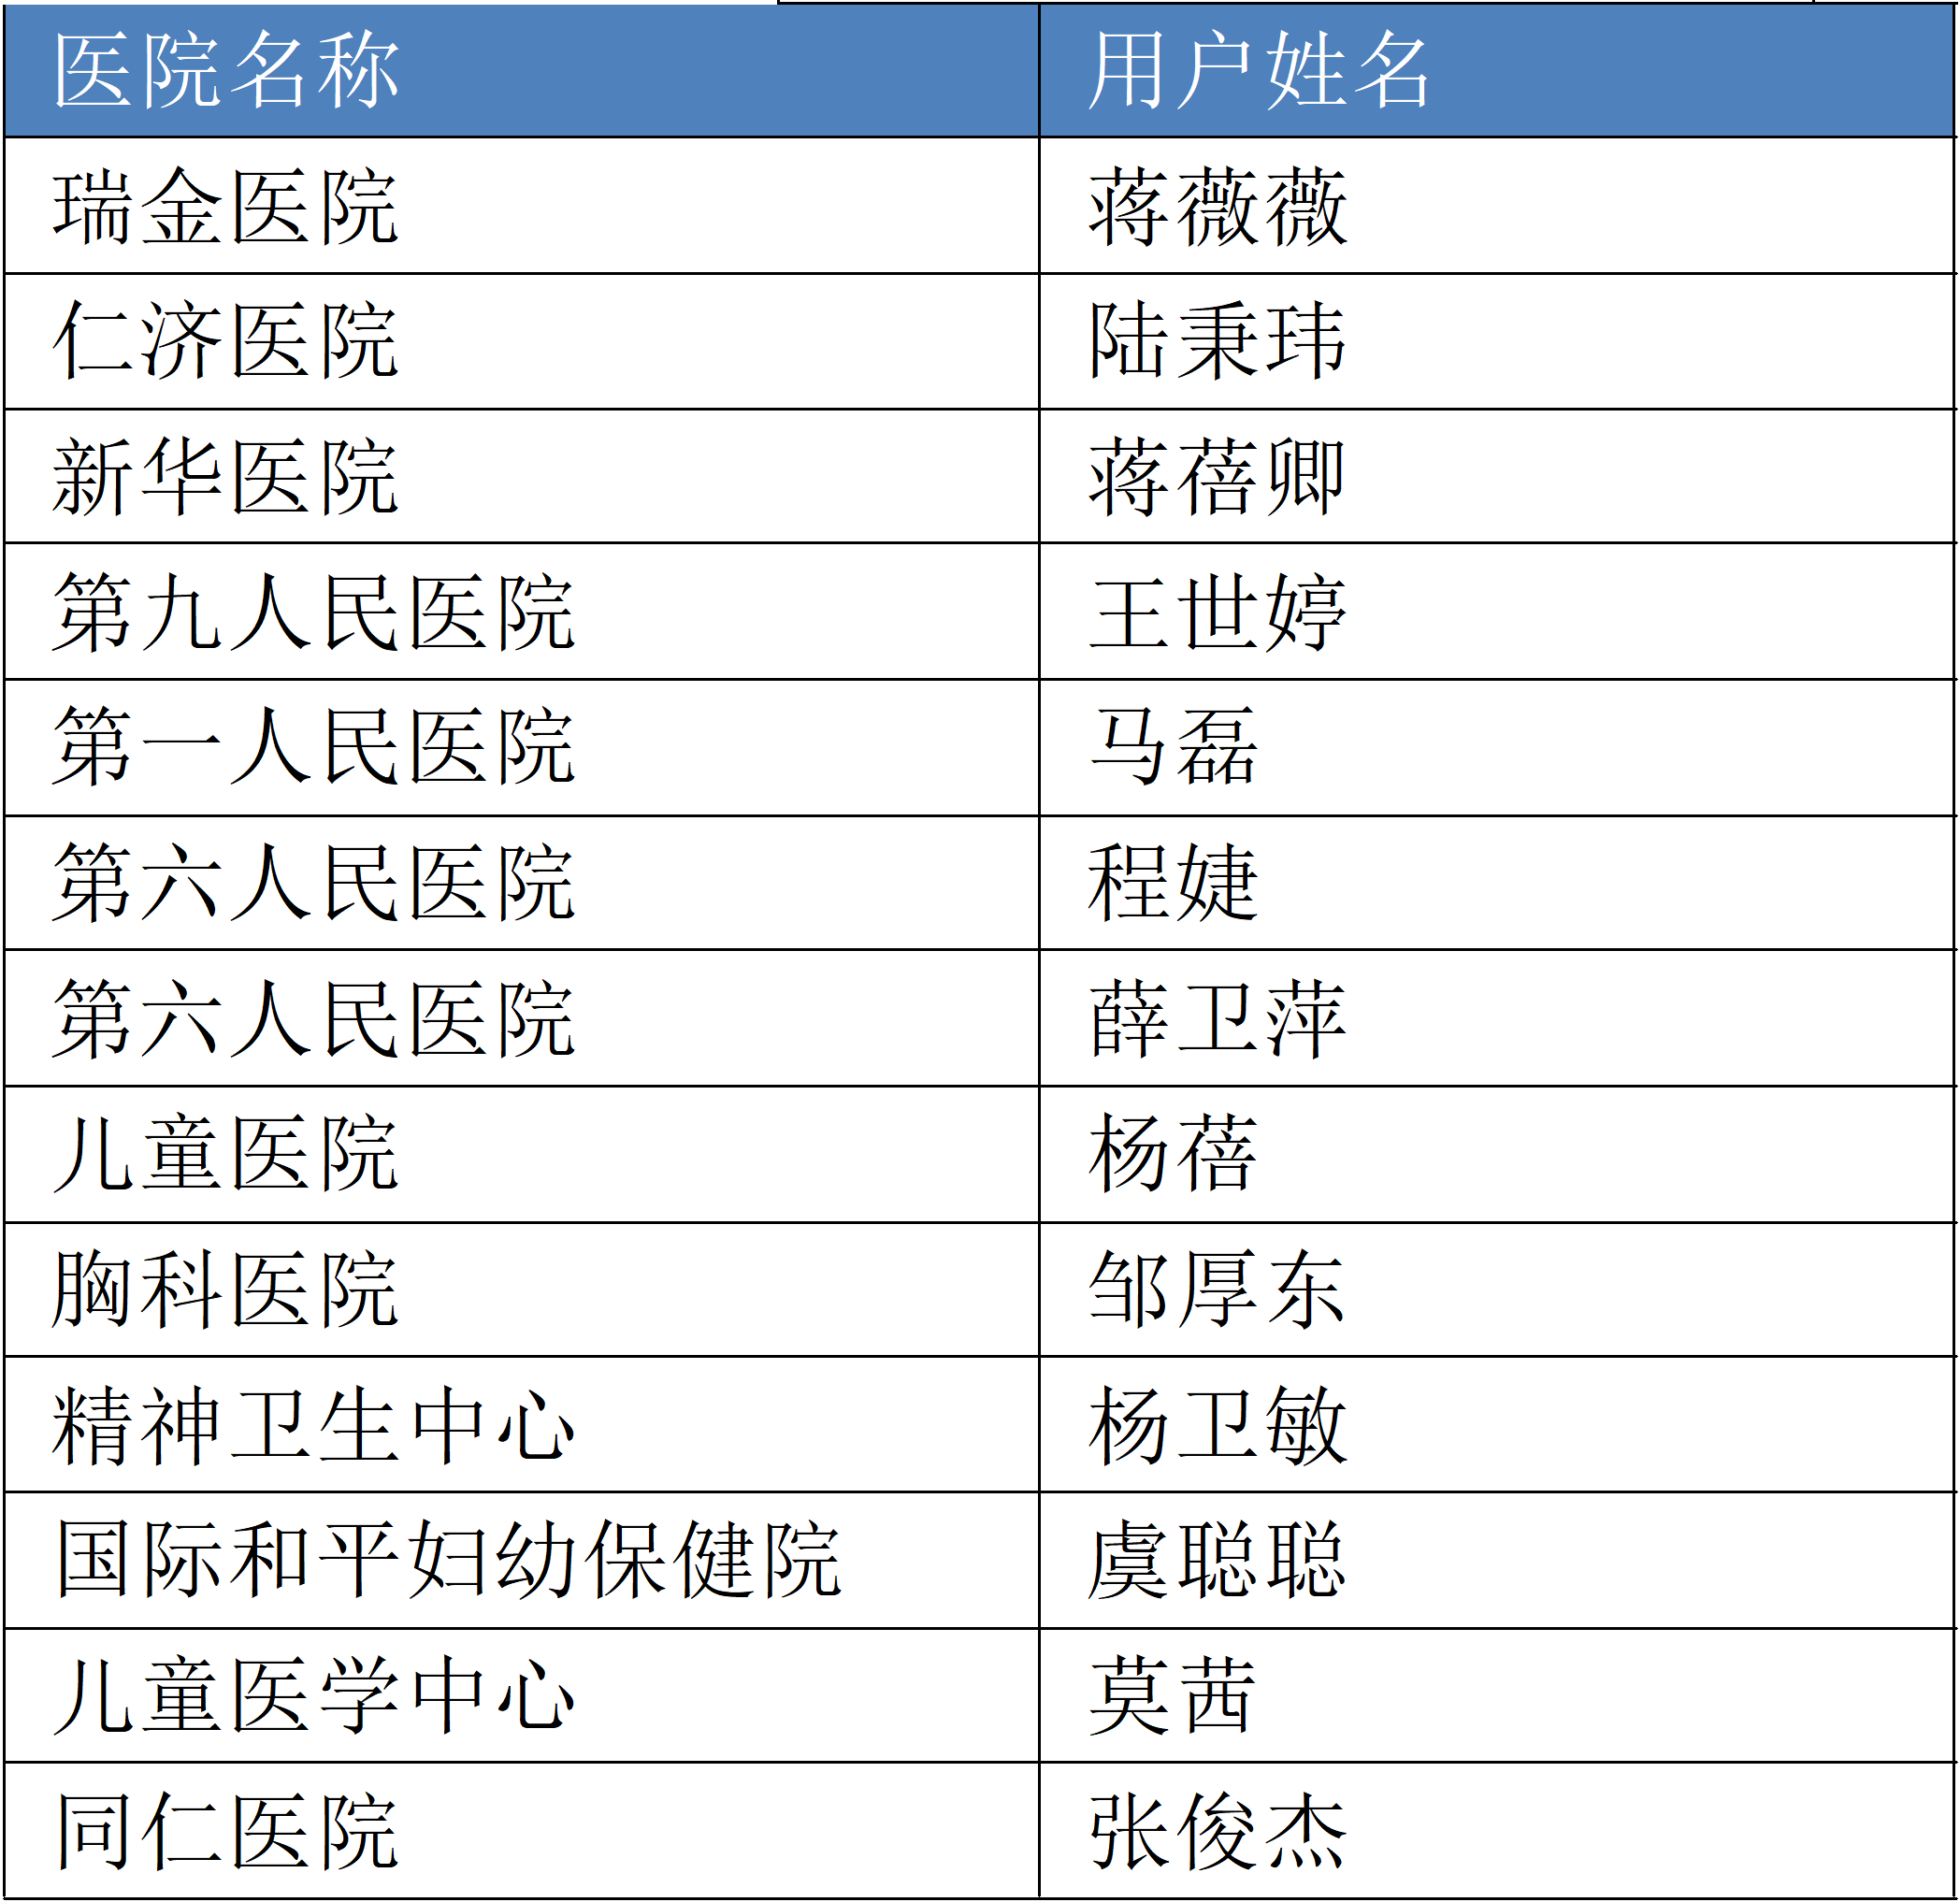 医院名称 用户姓名
瑞金医院 蒋薇薇
仁济医院 陆秉玮
新华医院 蒋蓓卿
第九人民医院 王世婷
第一人民医院 马磊
第六人民医院 程婕
第六人民医院 薛卫萍
儿童医院 杨蓓
胸科医院 邹厚东
精神卫生中心 杨卫敏
国际和平妇幼保健院 虞聪聪
儿童医学中心 莫茜
同仁医院 张俊杰